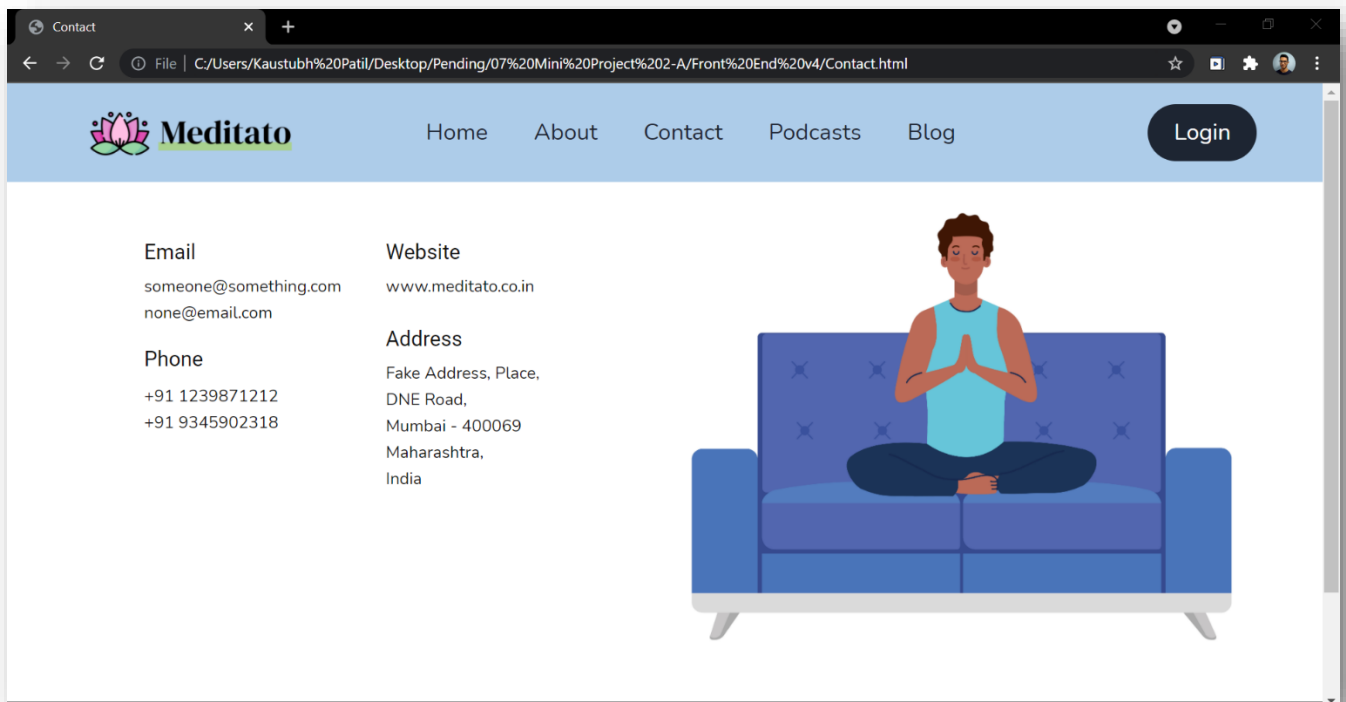 Contact
File
C:/Users/Kaustubh%20Patil/Desktop/Pending/07%20Mini%20Project%202-A/Front%20End%20v4/Contact.html
Meditato
Home About Contact Podcasts Blog
Login
Email
someone@something.com
none@email.com
Phone
+91 1239871212
+91 9345902318
Website
www.meditato.co.in
Address
Fake Address, Place,
DNE Road,
Mumbai - 400069
Maharashtra,
India